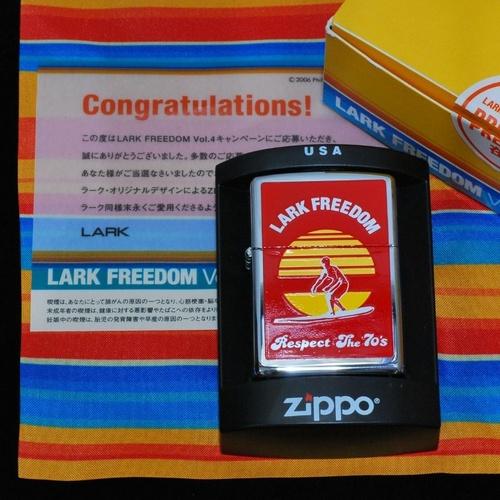 © 2006 Phil
Congratulations!
この度はLARK FREEDOM Vol.4キャンペーンにご応募いただき、
誠にありがとうございました。多数のご応募
あなた様がご当選なさいましたので、
ラーク・オリジナルデザインによるZI
ラーク同様末永くご愛用くださるよう
LARK
LARK FREEDOM V
喫煙は、あなたにとって肺がんの原因の一つとなり、心筋梗塞・脳卒
未成年者の喫煙は、健康に対する悪影響やたばこへの依存をより
妊娠中の喫煙は、胎児の発育障害や早産の原因の一つとなりま
LARK FREEDOM
USA
LARK FREEDOM
Respect The 70's
zippo®